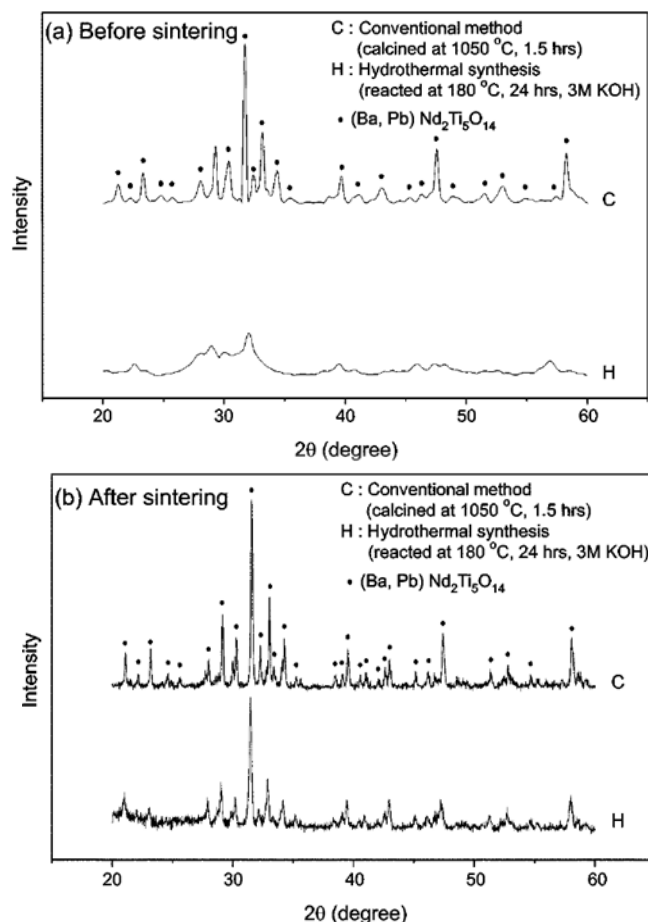 (a) Before sintering
C : Conventional method
(calcined at 1050 °C, 1.5 hrs)
H : Hydrothermal synthesis
(reacted at 180 °C, 24 hrs, 3M KOH)
• (Ba, Pb) Nd₂Ti₅O₁₄
Intensity
C
H
20 30 40 50 60
2θ (degree)
(b) After sintering
C : Conventional method
(calcined at 1050 °C, 1.5 hrs)
H : Hydrothermal synthesis
(reacted at 180 °C, 24 hrs, 3M KOH)
• (Ba, Pb) Nd₂Ti₅O₁₄
Intensity
C
H
20 30 40 50 60
2θ (degree)